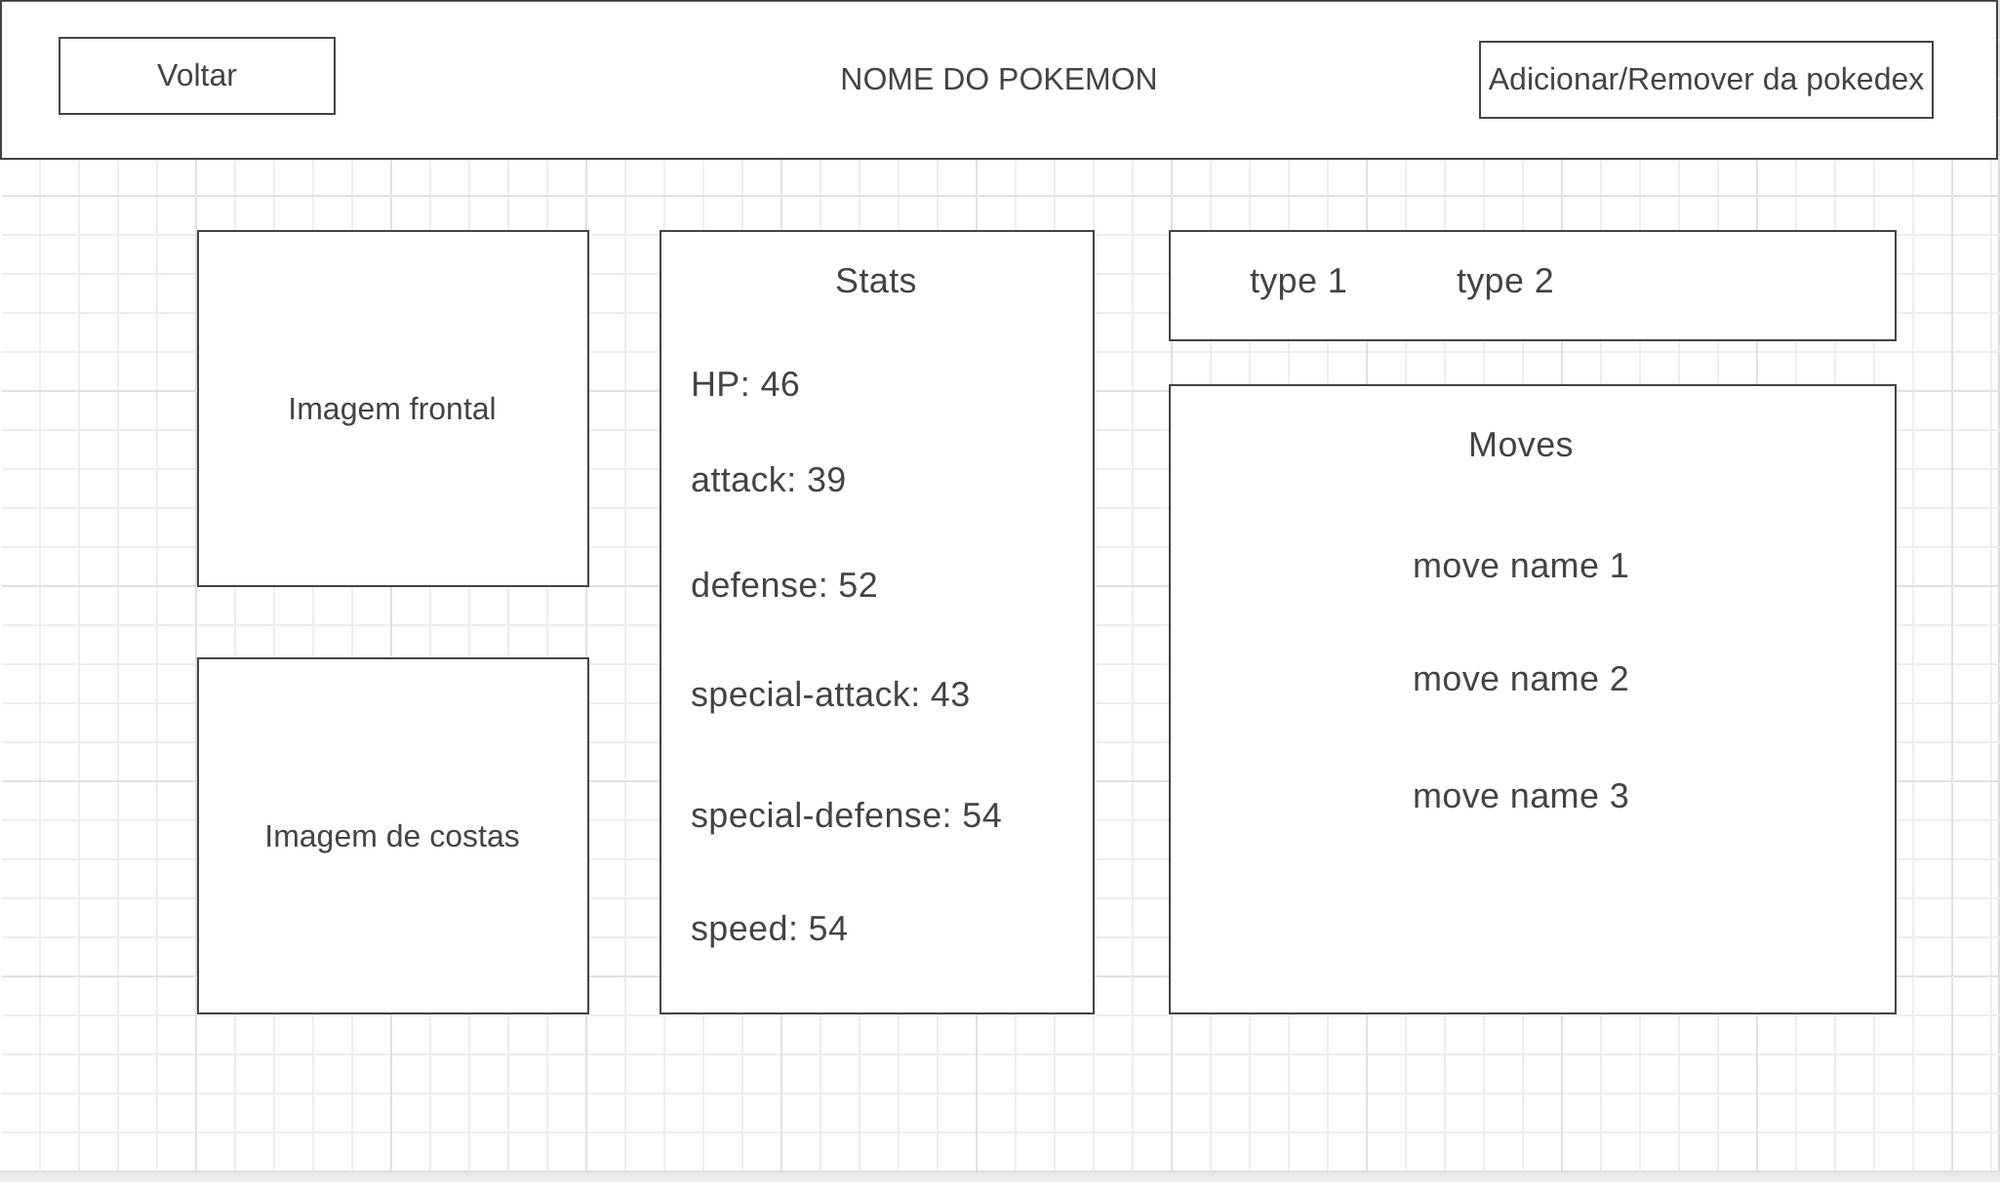 Voltar
NOME DO POKEMON
Adicionar/Remover da pokedex
Imagem frontal
Imagem de costas
Stats
HP: 46
attack: 39
defense: 52
special-attack: 43
special-defense: 54
speed: 54
type 1
type 2
Moves
move name 1
move name 2
move name 3